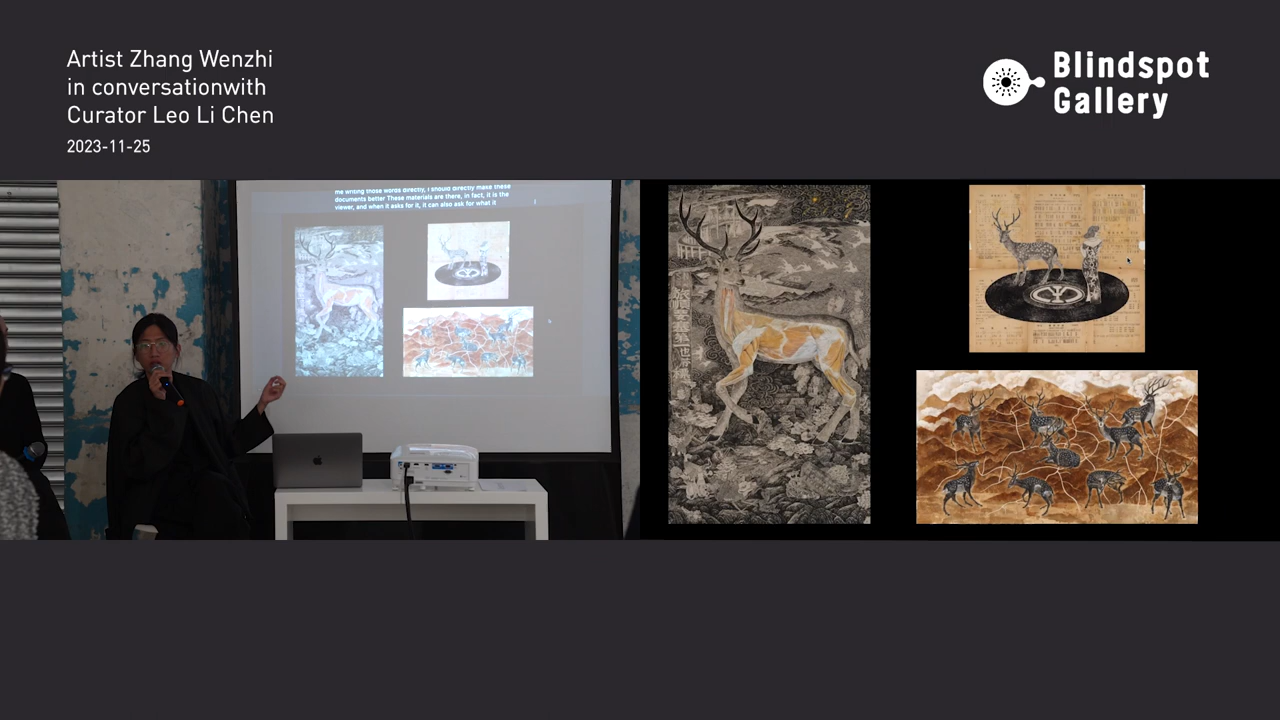 Artist Zhang Wenzhi
in conversationwith
Curator Leo Li Chen
2023-11-25
Blindspot
Gallery
me writing those words directly, I should directly make these
documents better These materials are there, in fact, it is the
viewer, and when it asks for it, it can also ask for what it